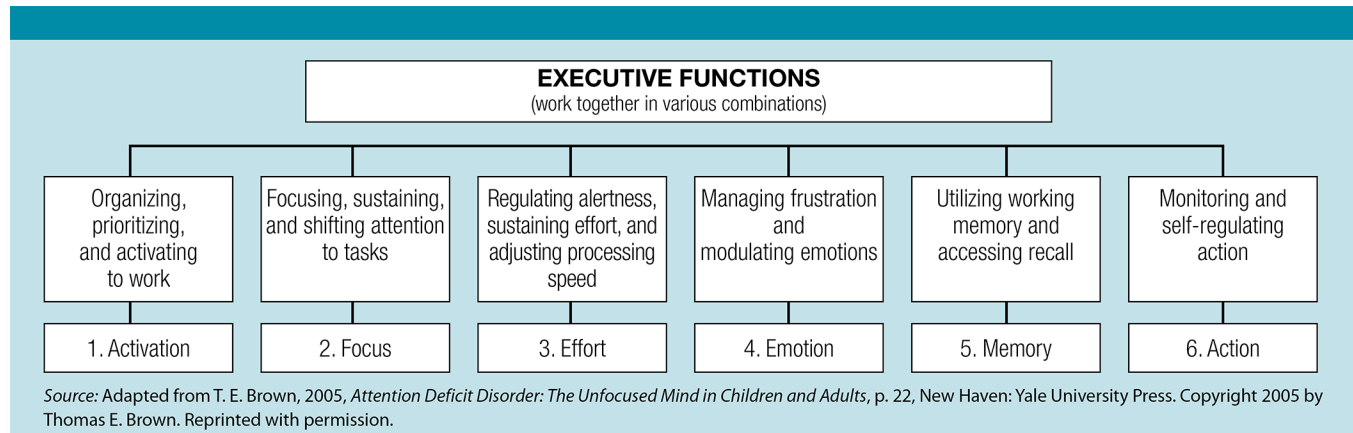 EXECUTIVE FUNCTIONS
(work together in various combinations)
Organizing,
prioritizing,
and activating
to work
Focusing, sustaining,
and shifting attention
to tasks
Regulating alertness,
sustaining effort, and
adjusting processing
speed
Managing frustration
and
modulating emotions
Utilizing working
memory and
accessing recall
Monitoring and
self-regulating
action
1. Activation
2. Focus
3. Effort
4. Emotion
5. Memory
6. Action
Source: Adapted from T. E. Brown, 2005, Attention Deficit Disorder: The Unfocused Mind in Children and Adults, p. 22, New Haven: Yale University Press. Copyright 2005 by
Thomas E. Brown. Reprinted with permission.